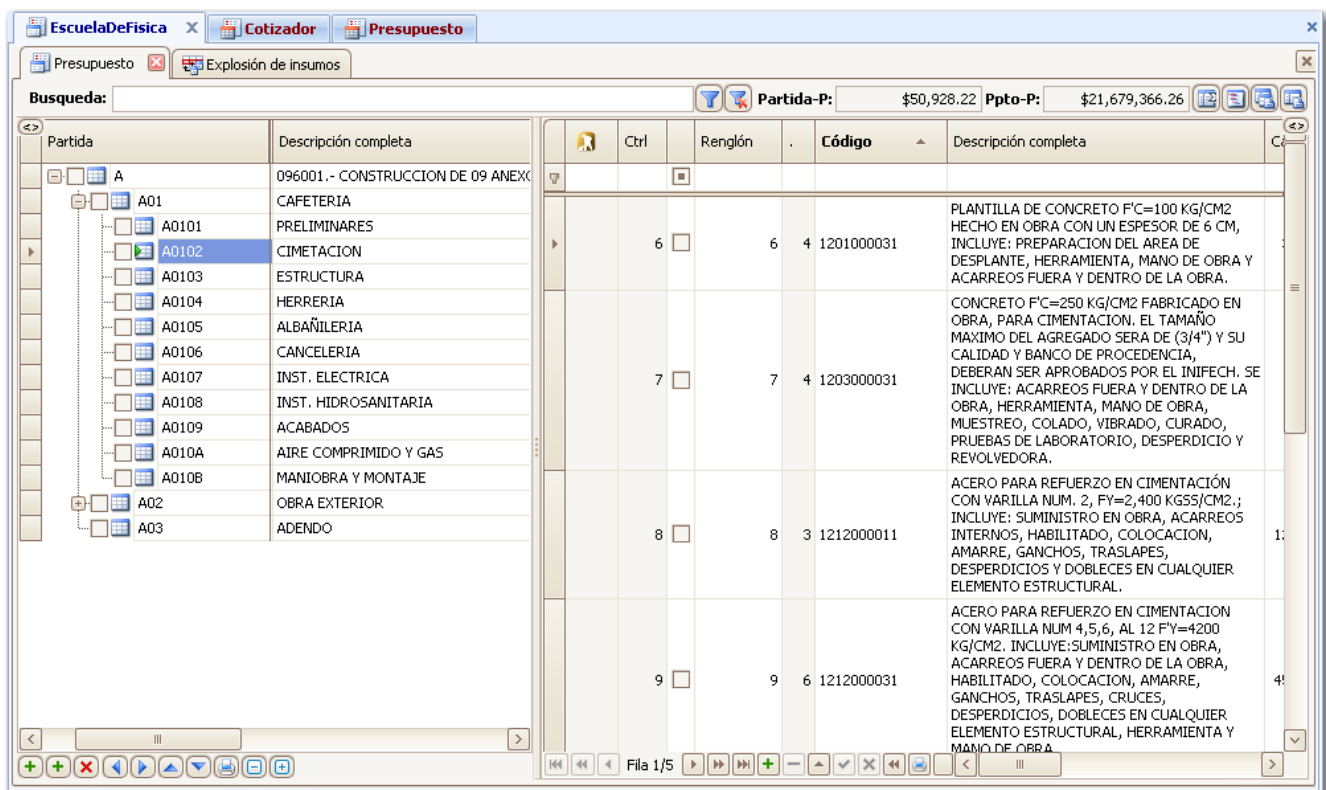 EscuelaDeFisica
Cotizador
Presupuesto
Presupuesto
Explosión de insumos
Busqueda:
Partida-P:
$50,928.22
Ppto-P:
$21,679,366.26
Partida
Descripción completa
A
096001.- CONSTRUCCION DE 09 ANEXO
A01
CAFETERIA
A0101
PRELIMINARES
A0102
CIMETACION
A0103
ESTRUCTURA
A0104
HERRERIA
A0105
ALBAÑILERIA
A0106
CANCELERIA
A0107
INST. ELECTRICA
A0108
INST. HIDROSANITARIA
A0109
ACABADOS
A010A
AIRE COMPRIMIDO Y GAS
A010B
MANIOBRA Y MONTAJE
A02
OBRA EXTERIOR
A03
ADENDO
Ctrl
Renglón
.
Código
Descripción completa
6
6
4
1201000031
PLANTILLA DE CONCRETO F'C=100 KG/CM2
HECHO EN OBRA CON UN ESPESOR DE 6 CM,
INCLUYE: PREPARACION DEL AREA DE
DESPLANTE, HERRAMIENTA, MANO DE OBRA Y
ACARREOS FUERA Y DENTRO DE LA OBRA.
7
7
4
1203000031
CONCRETO F'C=250 KG/CM2 FABRICADO EN
OBRA, PARA CIMENTACION. EL TAMAÑO
MAXIMO DEL AGREGADO SERA DE (3/4") Y SU
CALIDAD Y BANCO DE PROCEDENCIA,
DEBERAN SER APROBADOS POR EL INIFECH. SE
INCLUYE: ACARREOS FUERA Y DENTRO DE LA
OBRA, HERRAMIENTA, MANO DE OBRA,
MUESTREO, COLADO, VIBRADO, CURADO,
PRUEBAS DE LABORATORIO, DESPERDICIO Y
REVOLVEDORA.
8
8
3
1212000011
ACERO PARA REFUERZO EN CIMENTACIÓN
CON VARILLA NUM. 2, FY=2,400 KGSS/CM2.;
INCLUYE: SUMINISTRO EN OBRA, ACARREOS
INTERNOS, HABILITADO, COLOCACION,
AMARRE, GANCHOS, TRASLAPES,
DESPERDICIOS Y DOBLECES EN CUALQUIER
ELEMENTO ESTRUCTURAL.
9
9
6
1212000031
ACERO PARA REFUERZO EN CIMENTACION
CON VARILLA NUM 4,5,6, AL 12 F'Y=4200
KG/CM2. INCLUYE:SUMINISTRO EN OBRA,
ACARREOS FUERA Y DENTRO DE LA OBRA,
HABILITADO, COLOCACION, AMARRE,
GANCHOS, TRASLAPES, CRUCES,
DESPERDICIOS, DOBLECES EN CUALQUIER
ELEMENTO ESTRUCTURAL, HERRAMIENTA Y
MANO DE OBRA
Fila 1/5